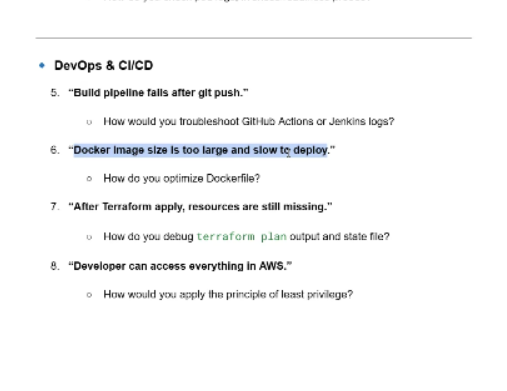 DevOps & CI/CD
5. “Build pipeline fails after git push.”
○ How would you troubleshoot GitHub Actions or Jenkins logs?
6. “Docker image size is too large and slow to deploy.”
○ How do you optimize Dockerfile?
7. “After Terraform apply, resources are still missing.”
○ How do you debug terraform plan output and state file?
8. “Developer can access everything in AWS.”
○ How would you apply the principle of least privilege?